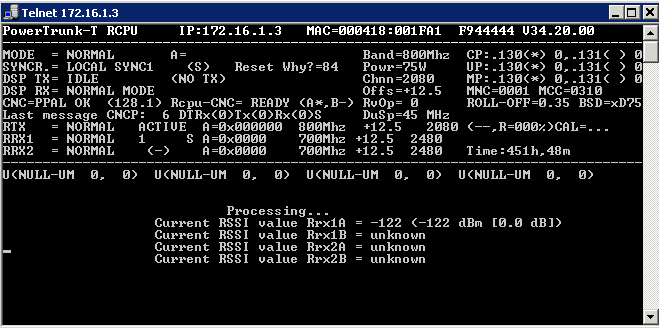 Telnet 172.16.1.3
PowerTrunk-T RCPU IP:172.16.1.3 MAC=000418:001FA1 F944444 V34.20.00
MODE = NORMAL A= Band=800Mhz CP:.130(*) 0,.131( ) 0
SYNCR.= LOCAL SYNC1 (S) Reset Why?=84 Powr=75W UP:.130(*) 0,.131( ) 0
DSP TX= IDLE (NO TX) Chnn=2080 MP:.130(*) 0,.131( ) 0
DSP RX= NORMAL MODE Offs=+12.5 MNC=0001 MCC=0310
CNC=PPAL OK (128.1) Rcpu-CNC= READY (A*,B-) RvOp= 0 ROLL-OFF=0.35 BSD=xD75
Last message CNCP: 6 DTRx(0)Tx(0)Rx(0)S DuSp=45 MHz
RTX = NORMAL ACTIVE A=0x000000 800Mhz +12.5 2080 (--,R=000%)CAL=...
RRX1 = NORMAL 1 S A=0x0000 700Mhz +12.5 2480
RRX2 = NORMAL (-) A=0x0000 700Mhz +12.5 2480 Time:451h,48m
U(NULL-UM 0, 0) U(NULL-UM 0, 0) U(NULL-UM 0, 0) U(NULL-UM 0, 0)
Processing...
Current RSSI value Rrx1A = -122 (-122 dBm [0.0 dB])
Current RSSI value Rrx1B = unknown
Current RSSI value Rrx2A = unknown
Current RSSI value Rrx2B = unknown